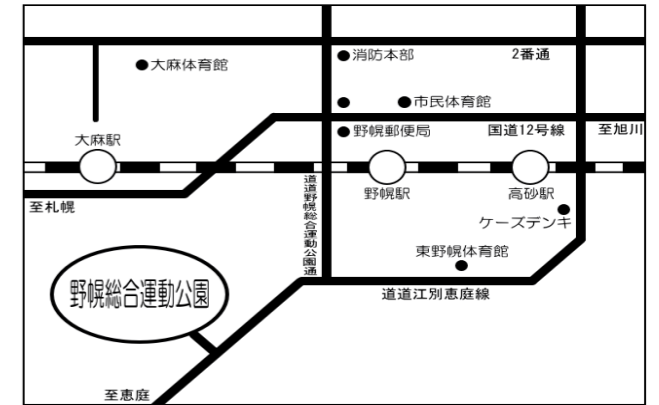 消防本部
2番通
大麻体育館
市民体育館
野幌郵便局
国道12号線
至旭川
大麻駅
野幌駅
高砂駅
至札幌
道道野幌総合運動公園通
ケーズデンキ
東野幌体育館
野幌総合運動公園
道道江別恵庭線
至恵庭